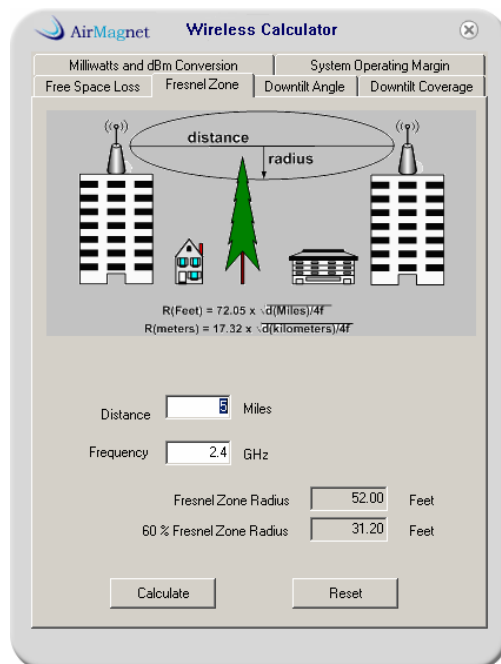 AirMagnet Wireless Calculator
Milliwatts and dBm Conversion System Operating Margin
Free Space Loss Fresnel Zone Downtilt Angle Downtilt Coverage
distance
radius
R(Feet) = 72.05 x √d(Miles)/4f
R(meters) = 17.32 x √d(kilometers)/4f
Distance 5 Miles
Frequency 2.4 GHz
Fresnel Zone Radius 52.00 Feet
60 % Fresnel Zone Radius 31.20 Feet
Calculate Reset